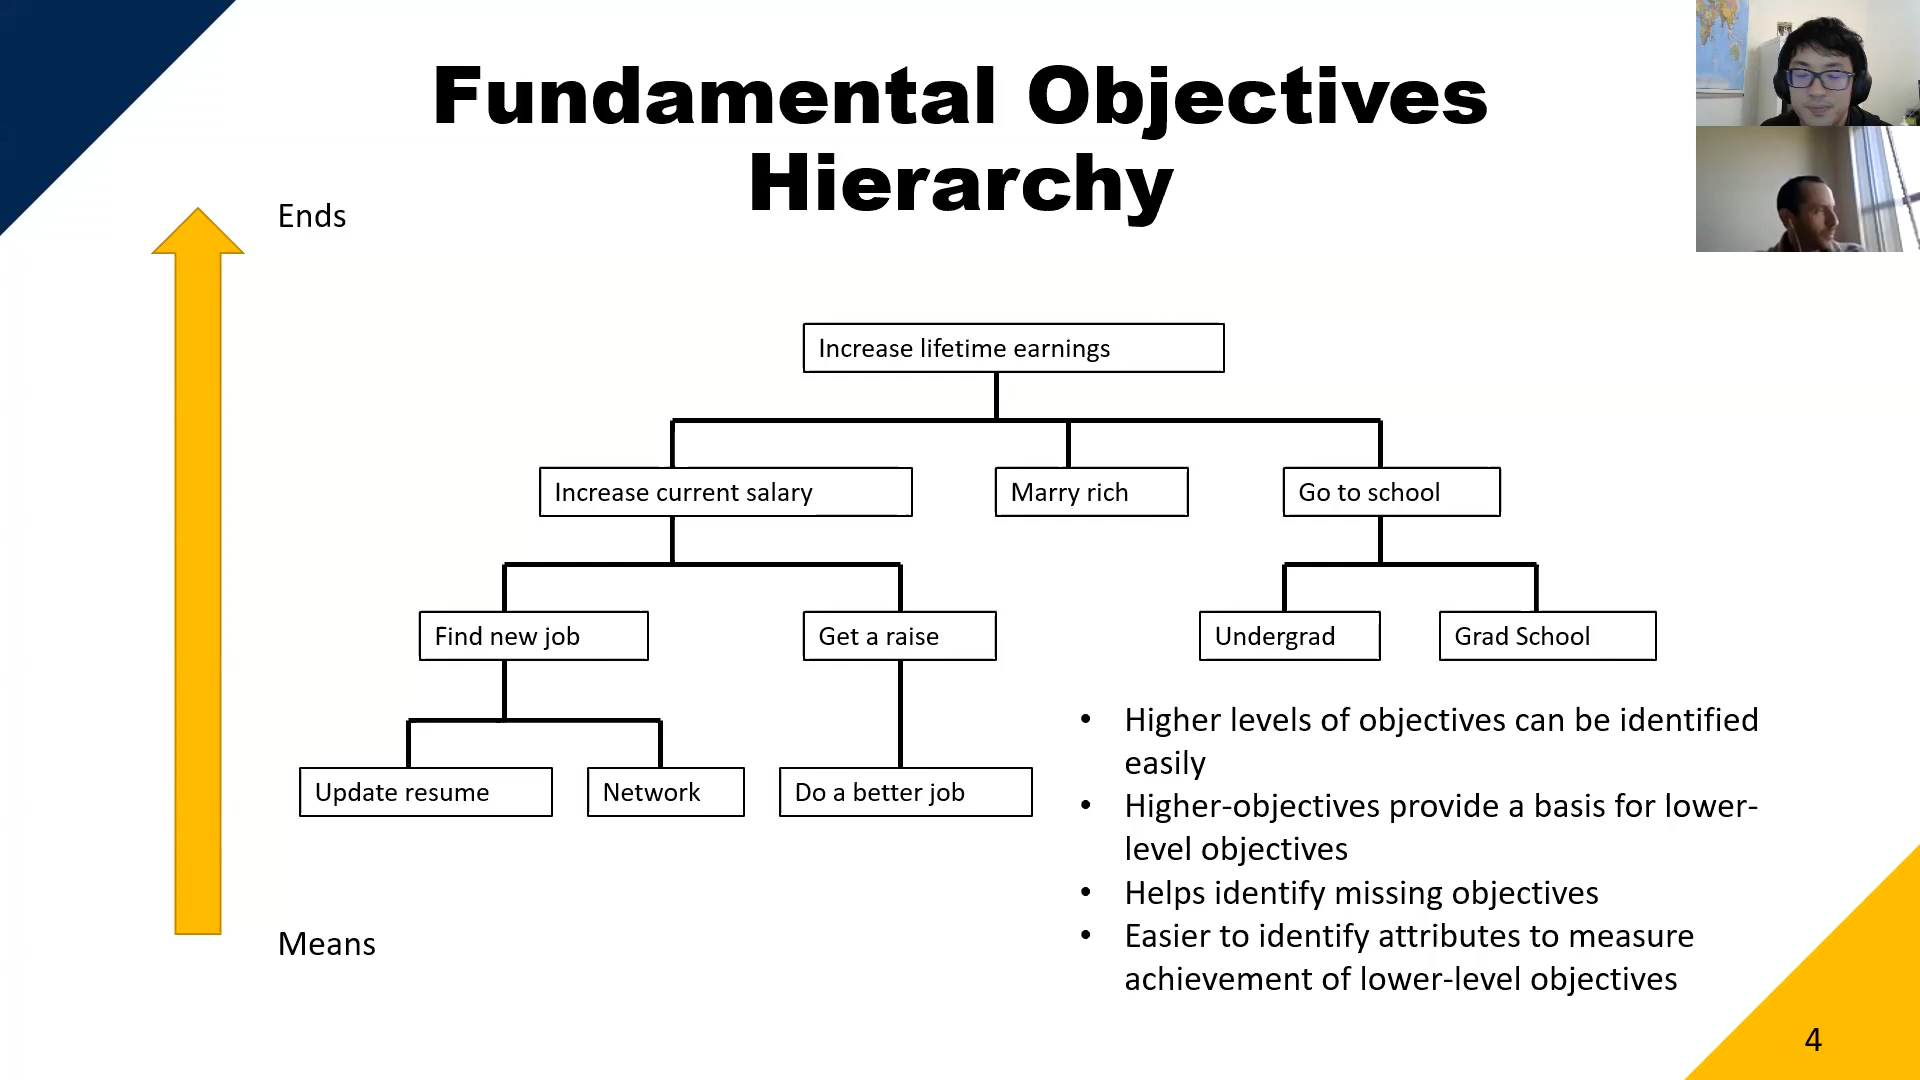 Fundamental Objectives
Hierarchy
Ends
Increase lifetime earnings
Increase current salary
Marry rich
Go to school
Find new job
Get a raise
Undergrad
Grad School
Update resume
Network
Do a better job
• Higher levels of objectives can be identified
easily
• Higher-objectives provide a basis for lower-
level objectives
• Helps identify missing objectives
• Easier to identify attributes to measure
achievement of lower-level objectives
Means
4